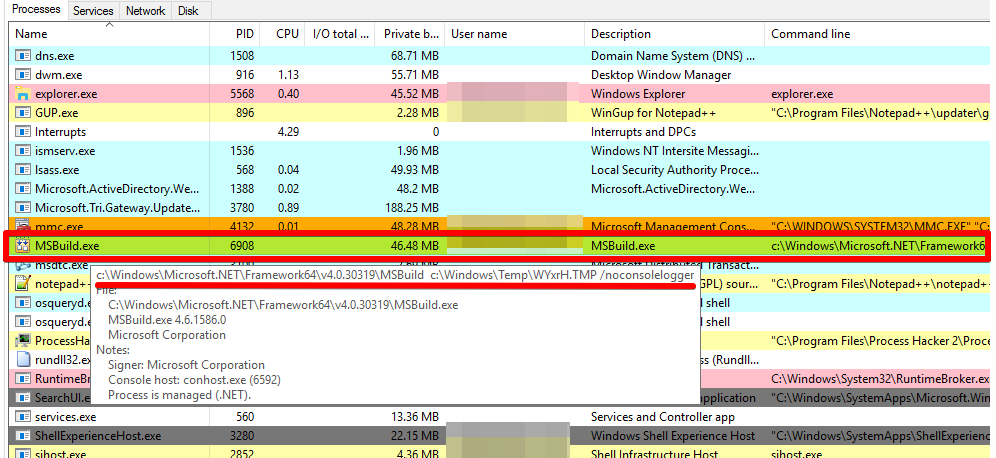 Processes Services Network Disk
Name PID CPU I/O total ... Private b... User name Description Command line
dns.exe 1508 68.71 MB Domain Name System (DNS) ...
dwm.exe 916 1.13 55.71 MB Desktop Window Manager
explorer.exe 5568 0.40 45.52 MB Windows Explorer explorer.exe
GUP.exe 896 2.28 MB WinGup for Notepad++ "C:\Program Files\Notepad++\updater\g
Interrupts 4.29 0 Interrupts and DPCs
ismserv.exe 1536 1.96 MB Windows NT Intersite Messagi...
lsass.exe 568 0.04 49.93 MB Local Security Authority Proce...
Microsoft.ActiveDirectory.We... 1388 0.02 48.2 MB Microsoft.ActiveDirectory.We...
Microsoft.Tri.Gateway.Update... 3780 0.89 188.25 MB
mmc.exe 4132 0.01 48.28 MB Microsoft Management Cons... "C:\WINDOWS\SYSTEM32\MMC.EXE" "C:
MSBuild.exe 6908 46.48 MB MSBuild.exe c:\Windows\Microsoft.NET\Framework6
msdtc.exe Distributed Transact...
c:\Windows\Microsoft.NET\Framework64\v4.0.30319\MSBuild c:\Windows\Temp\WYxrH.TMP /noconsolelogger
notepad+ GPL) sour... "C:\Program Files\Notepad++\notepad-
File:
osqueryd.e d shell
C:\Windows\Microsoft.NET\Framework64\v4.0.30319\MSBuild.exe
osqueryd.e d shell
MSBuild.exe 4.6.1586.0
ProcessHa "C:\Program Files\Process Hacker 2\Proce
Microsoft Corporation
Notes:
rundll32.ex ss (Rundll...
Signer: Microsoft Corporation
RuntimeBro C:\Windows\System32\RuntimeBroker.e
Console host: conhost.exe (6592)
SearchUI.e application "C:\Windows\SystemApps\Microsoft.Win
Process is managed (.NET).
services.exe 560 13.36 MB Services and Controller app
ShellExperienceHost.exe 3280 22.15 MB Windows Shell Experience Host "C:\Windows\SystemApps\ShellExperienc
sihost.exe 2852 4.36 MB Shell Infrastructure Host sihost.exe